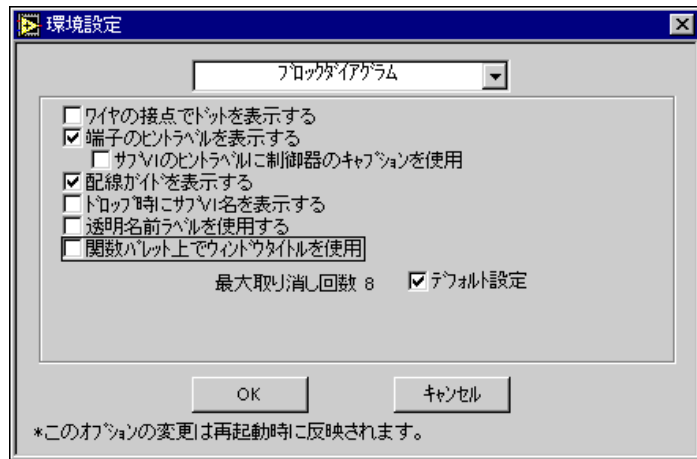 環境設定
ﾌﾞﾛｯｸﾀﾞｲｱｸﾞﾗﾑ
ﾜｲﾔの接点でﾄﾞｯﾄを表示する
端子のﾋﾝﾄﾗﾍﾞﾙを表示する
ｻﾌﾞVIのﾋﾝﾄﾗﾍﾞﾙに制御器のｷｬﾌﾟｼｮﾝを使用
配線ｶﾞｲﾄﾞを表示する
ﾄﾞﾛｯﾌﾟ時にｻﾌﾞVI名を表示する
透明名前ﾗﾍﾞﾙを使用する
関数ﾊﾟﾚｯﾄ上でｳｨﾝﾄﾞｳﾀｲﾄﾙを使用
最大取り消し回数 8 ﾃﾞﾌｫﾙﾄ設定
OK ｷｬﾝｾﾙ
*このｵﾌﾟｼｮﾝの変更は再起動時に反映されます。